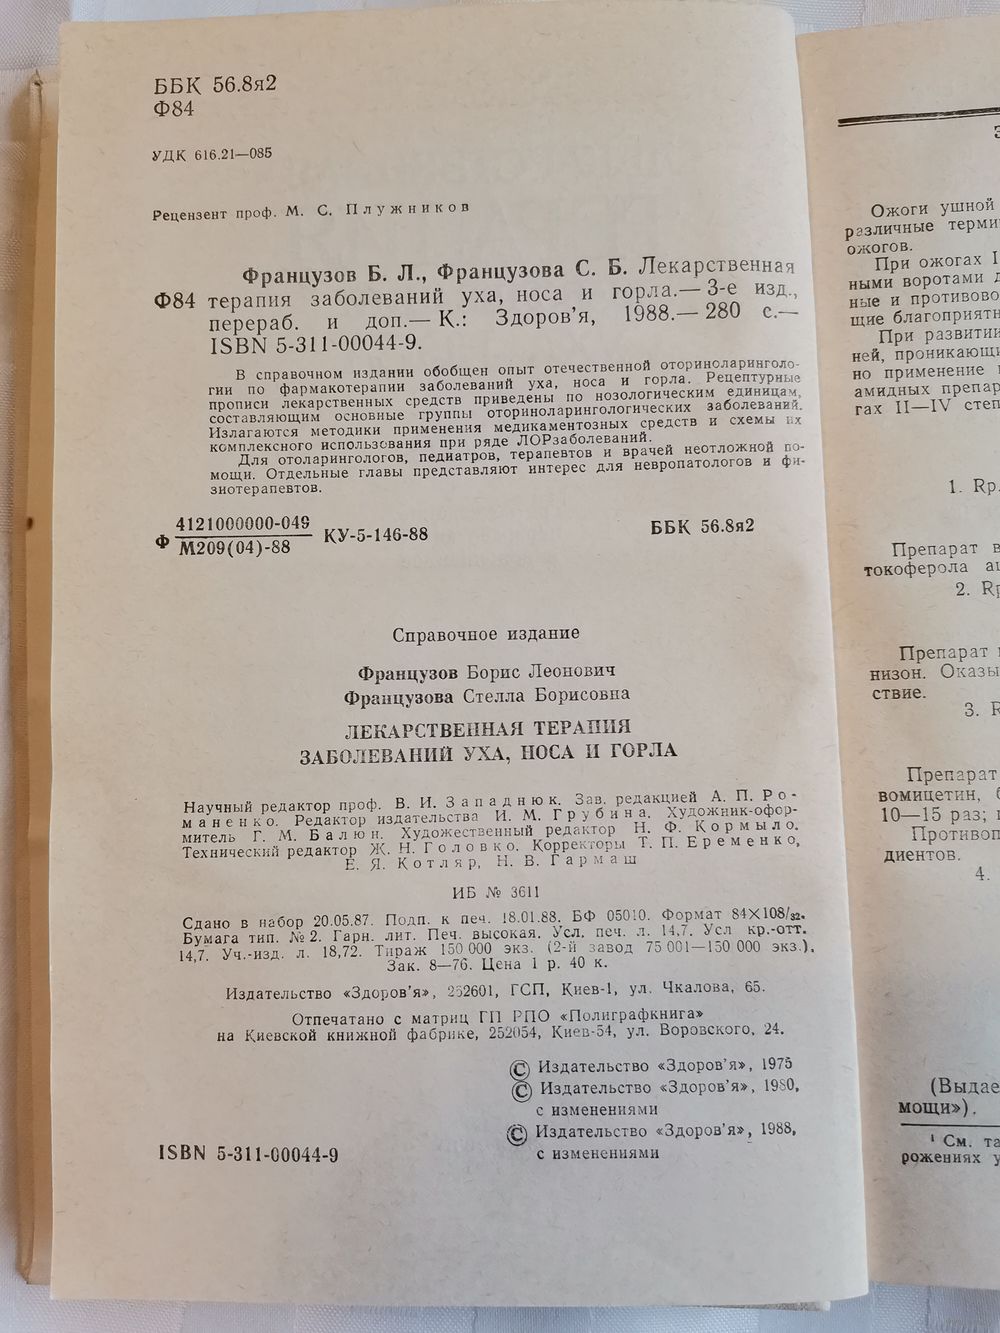 ББК 56.8я2
Ф84
УДК 616.21—085
Рецензент проф. М. С. Плужников
Французов Б. Л., Французова С. Б. Лекарственная
Ф84 терапия заболеваний уха, носа и горла.— 3-е изд.,
перераб. и доп.— К.: Здоров'я, 1988.— 280 с.—
ISBN 5-311-00044-9.
В справочном издании обобщен опыт отечественной оториноларинголо-
гии по фармакотерапии заболеваний уха, носа и горла. Рецептурные
прописи лекарственных средств приведены по нозологическим единицам,
составляющим основные группы оториноларингологических заболеваний.
Излагаются методики применения медикаментозных средств и схемы их
комплексного использования при ряде ЛОРзаболеваний.
Для отоларингологов, педиатров, терапевтов и врачей неотложной по-
мощи. Отдельные главы представляют интерес для невропатологов и фи-
зиотерапевтов.
Ф 4121000000-049
М209(04)-88 КУ-5-146-88 ББК 56.8я2
Справочное издание
Французов Борис Леонович
Французова Стелла Борисовна
ЛЕКАРСТВЕННАЯ ТЕРАПИЯ
ЗАБОЛЕВАНИЙ УХА, НОСА И ГОРЛА
Научный редактор проф. В. И. Западнюк. Зав. редакцией А. П. Ро-
маненко. Редактор издательства И. М. Грубина. Художник-офор-
митель Г. М. Балюн. Художественный редактор Н. Ф. Кормыло.
Технический редактор Ж. Н. Головко. Корректоры Т. П. Еременко,
Е. Я. Котляр, Н. В. Гармаш
ИБ № 3611
Сдано в набор 20.05.87. Подп. к печ. 18.01.88. БФ 05010. Формат 84×108/32.
Бумага тип. № 2. Гарн. лит. Печ. высокая. Усл. печ. л. 14,7. Усл кр.-отт.
14,7. Уч.-изд. л. 18,72. Тираж 150 000 экз. (2-й завод 75 001—150 000 экз.),
Зак. 8—76. Цена 1 р. 40 к.
Издательство «Здоров'я», 252601, ГСП, Киев-1, ул. Чкалова, 65.
Отпечатано с матриц ГП РПО «Полиграфкнига»
на Киевской книжной фабрике, 252054, Киев-54, ул. Воровского, 24.
© Издательство «Здоров'я», 1975
© Издательство «Здоров'я», 1980,
с изменениями
© Издательство «Здоров'я», 1988,
с изменениями
ISBN 5-311-00044-9
Ожоги ушной
различные терми
ожогов.
При ожогах I
ными воротами
ные и противово
щие благоприятн
При развитии
ней, проникающ
но применение
амидных препар
гах II—IV степ
1. Rp.
Препарат в
токоферола ац
2. Rp
Препарат
низон. Оказы
ствие.
3. R
Препарат
вомицетин,
10—15 раз;
Противоп
диентов.
4.
(Выдае
мощи»).
1 См. та
рожениях у